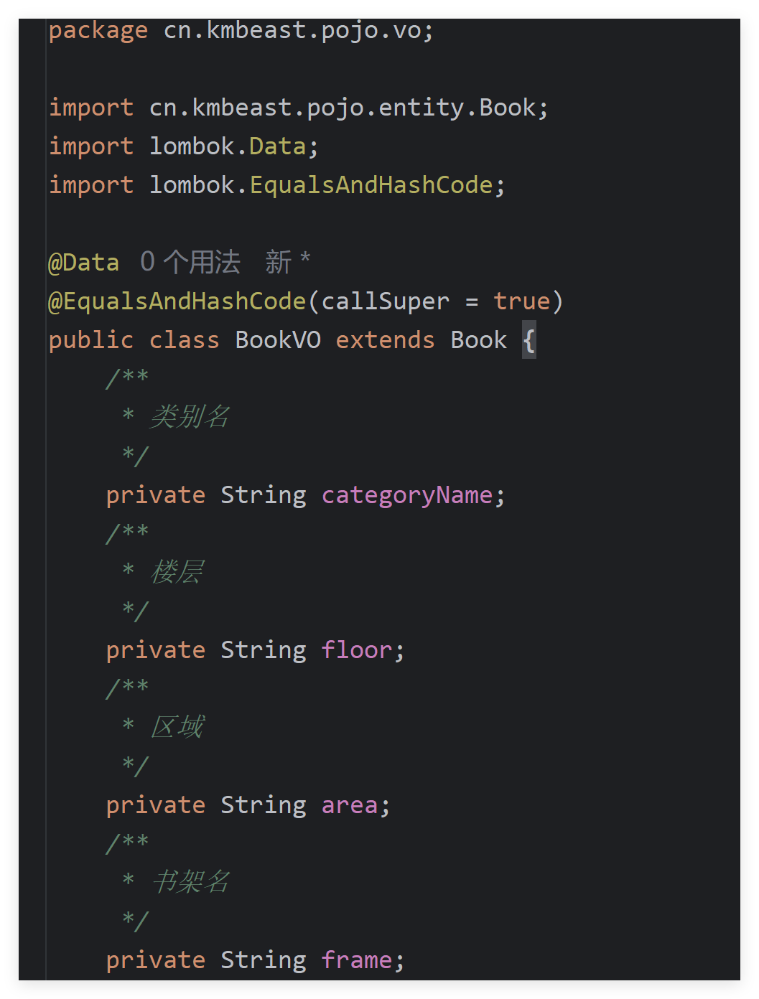 package cn.kmbeast.pojo.vo;
import cn.kmbeast.pojo.entity.Book;
import lombok.Data;
import lombok.EqualsAndHashCode;
@Data 0 个用法 新 *
@EqualsAndHashCode(callSuper = true)
public class BookVO extends Book {
/**
* 类别名
*/
private String categoryName;
/**
* 楼层
*/
private String floor;
/**
* 区域
*/
private String area;
/**
* 书架名
*/
private String frame;